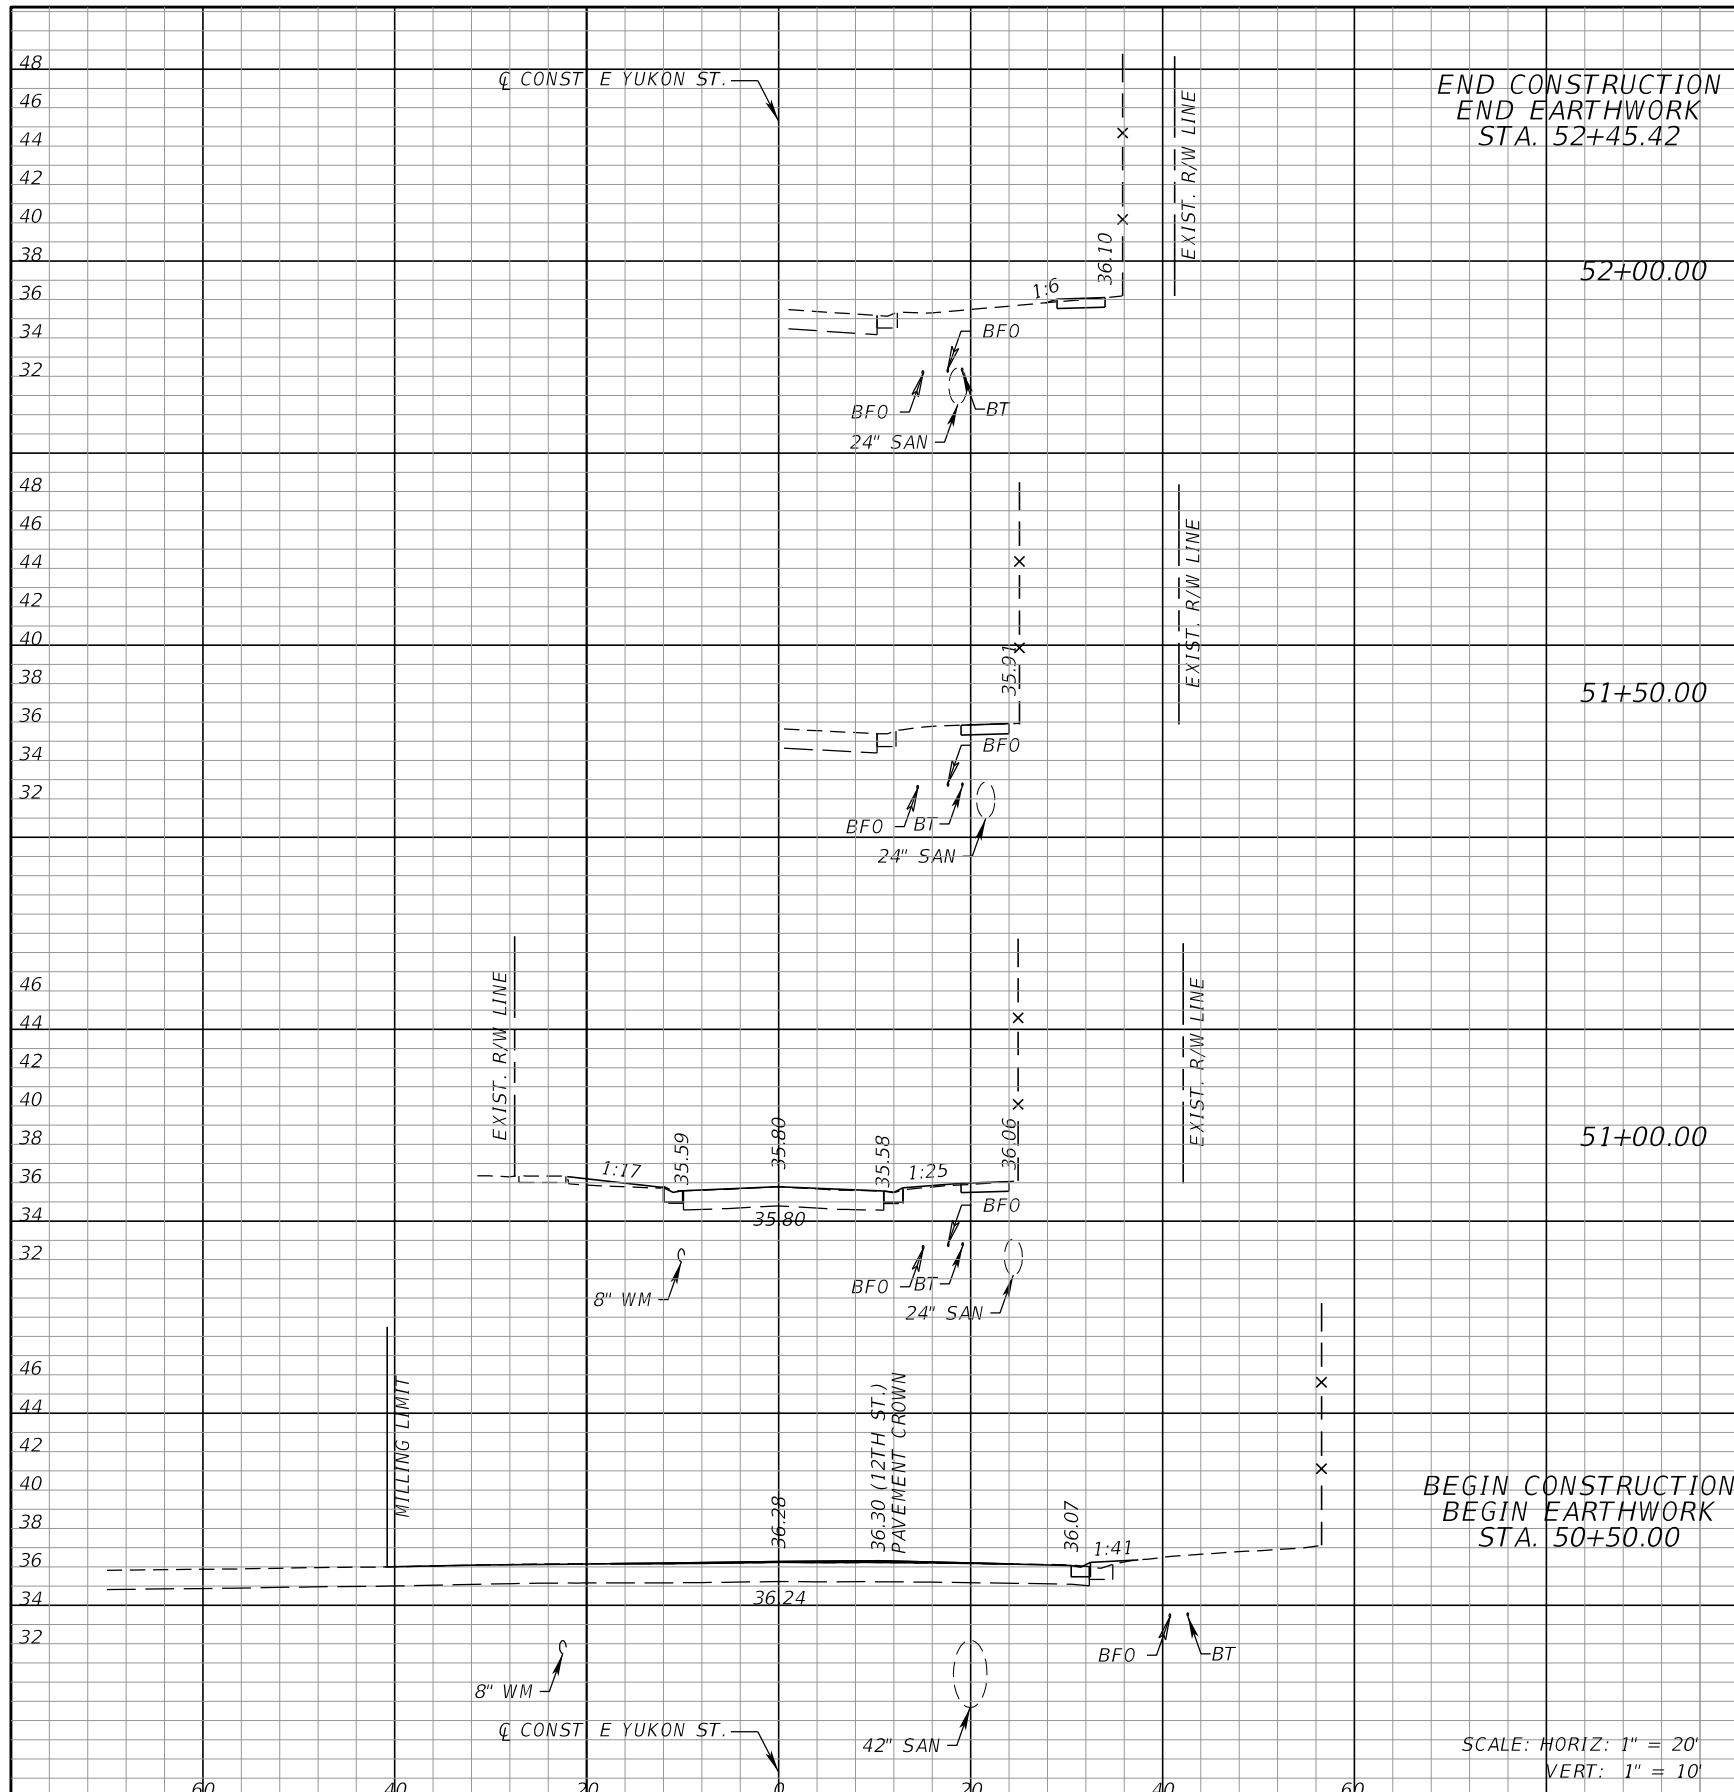 48
℄ CONST E YUKON ST.
END CONSTRUCTION
END EARTHWORK
STA. 52+45.42
46
44
42
40
38
36
34
32
EXIST. R/W LINE
36.10
1:6
52+00.00
BFO
BFO
BT
24" SAN
48
46
44
42
40
38
36
34
32
EXIST. R/W LINE
35.91
51+50.00
BFO
BFO
BT
24" SAN
46
44
42
40
38
36
34
32
EXIST. R/W LINE
EXIST. R/W LINE
51+00.00
1:17
35.59
35.80
35.58
1:25
36.06
35.80
BFO
8" WM
BFO
BT
24" SAN
46
44
42
40
38
36
34
32
MILLING LIMIT
36.28
36.30 (12TH ST.)
PAVEMENT CROWN
36.07
1:41
BEGIN CONSTRUCTION
BEGIN EARTHWORK
STA. 50+50.00
36.24
BFO
BT
8" WM
42" SAN
℄ CONST E YUKON ST.
SCALE: HORIZ: 1" = 20'
VERT: 1" = 10'
60 40 20 0 20 40 60